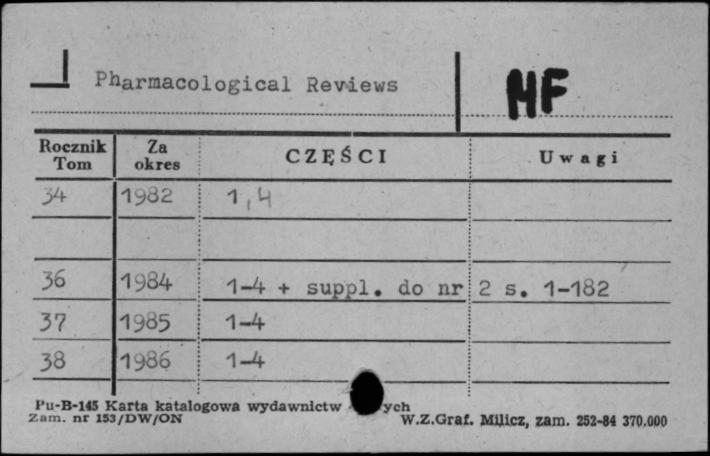 Pharmacological Reviews
MF
Rocznik Tom Za okres CZĘŚCI Uwagi
34 1982 1,4
36 1984 1-4 + suppl. do nr 2 s. 1-182
37 1985 1-4
38 1986 1-4
Pu-B-145 Karta katalogowa wydawnictw ych
Zam. nr 153/DW/ON W.Z.Graf. Milicz, zam. 252-84 370.000